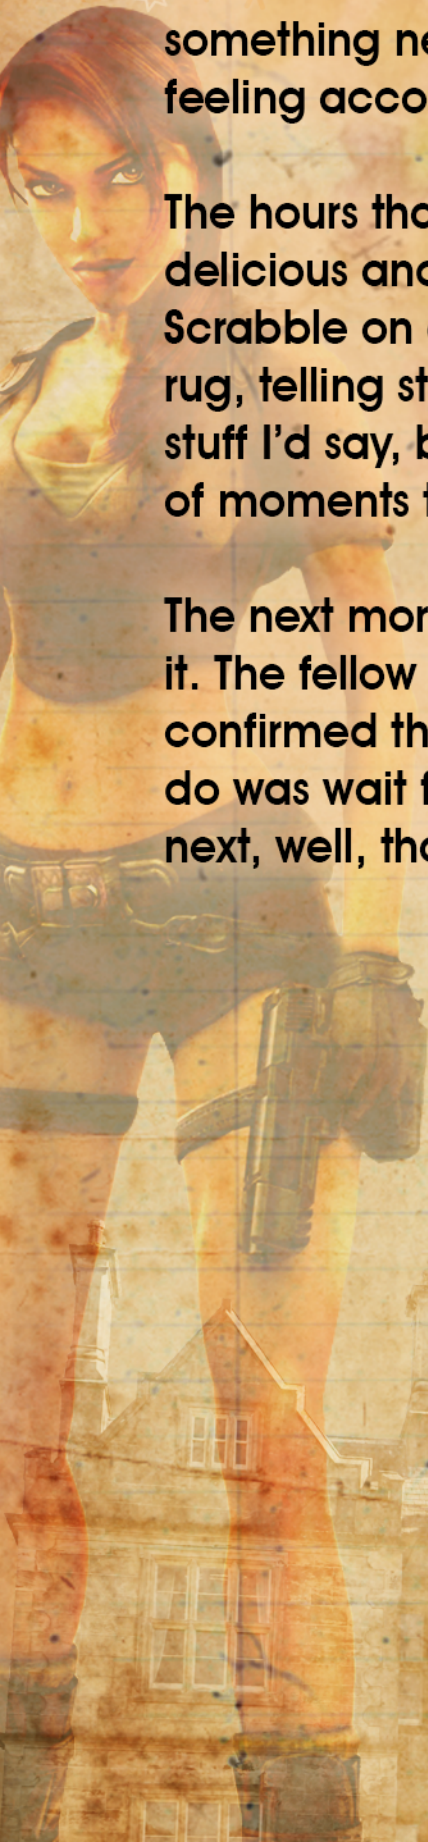 something ne
feeling acco
The hours tha
delicious and
Scrabble on
rug, telling st
stuff I'd say, b
of moments t
The next mor
it. The fellow
confirmed th
do was wait f
next, well, tha